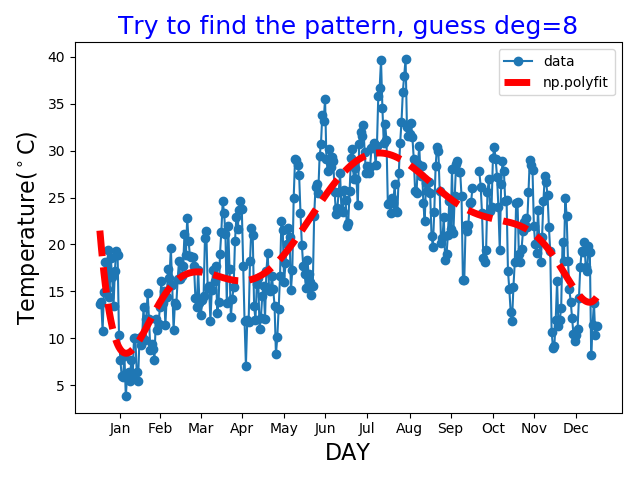 Try to find the pattern, guess deg=8
data
np.polyfit
Temperature(°C)
40
35
30
25
20
15
10
5
Jan Feb Mar Apr May Jun Jul Aug Sep Oct Nov Dec
DAY